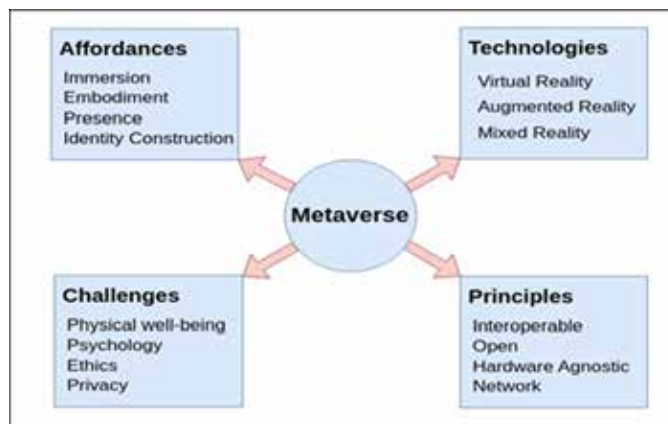 Affordances
Immersion
Embodiment
Presence
Identity Construction
Technologies
Virtual Reality
Augmented Reality
Mixed Reality
Metaverse
Challenges
Physical well-being
Psychology
Ethics
Privacy
Principles
Interoperable
Open
Hardware Agnostic
Network